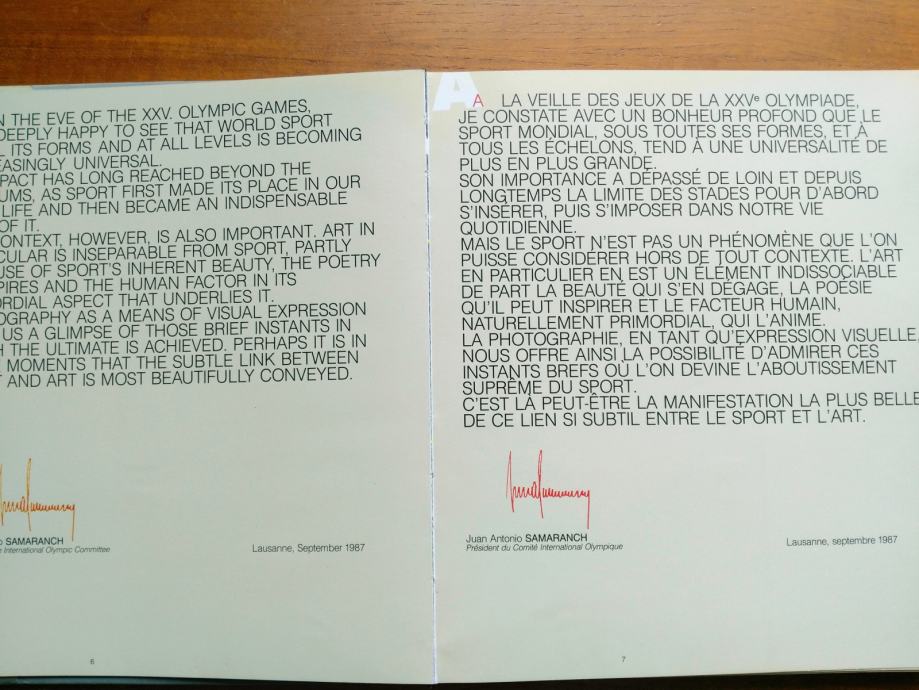 N THE EVE OF THE XXV. OLYMPIC GAMES,
DEEPLY HAPPY TO SEE THAT WORLD SPORT
ITS FORMS AND AT ALL LEVELS IS BECOMING
EASINGLY UNIVERSAL.
PACT HAS LONG REACHED BEYOND THE
UMS, AS SPORT FIRST MADE ITS PLACE IN OUR
LIFE AND THEN BECAME AN INDISPENSABLE
OF IT.
CONTEXT, HOWEVER, IS ALSO IMPORTANT. ART IN
CULAR IS INSEPARABLE FROM SPORT, PARTLY
USE OF SPORT'S INHERENT BEAUTY, THE POETRY
PIRES AND THE HUMAN FACTOR IN ITS
ORDIAL ASPECT THAT UNDERLIES IT.
OGRAPHY AS A MEANS OF VISUAL EXPRESSION
US A GLIMPSE OF THOSE BRIEF INSTANTS IN
H THE ULTIMATE IS ACHIEVED. PERHAPS IT IS IN
MOMENTS THAT THE SUBTLE LINK BETWEEN
T AND ART IS MOST BEAUTIFULLY CONVEYED.
o SAMARANCH
e International Olympic Committee
Lausanne, September 1987
6
A
A LA VEILLE DES JEUX DE LA XXVe OLYMPIADE,
JE CONSTATE AVEC UN BONHEUR PROFOND QUE LE
SPORT MONDIAL, SOUS TOUTES SES FORMES, ET À
TOUS LES ÉCHELONS, TEND À UNE UNIVERSALITÉ DE
PLUS EN PLUS GRANDE.
SON IMPORTANCE A DÉPASSÉ DE LOIN ET DEPUIS
LONGTEMPS LA LIMITE DES STADES POUR D'ABORD
S'INSÉRER, PUIS S'IMPOSER DANS NOTRE VIE
QUOTIDIENNE.
MAIS LE SPORT N'EST PAS UN PHÉNOMÈNE QUE L'ON
PUISSE CONSIDÉRER HORS DE TOUT CONTEXTE. L'ART
EN PARTICULIER EN EST UN ÉLÉMENT INDISSOCIABLE
DE PART LA BEAUTÉ QUI S'EN DÉGAGE, LA POÉSIE
QU'IL PEUT INSPIRER ET LE FACTEUR HUMAIN,
NATURELLEMENT PRIMORDIAL, QUI L'ANIME.
LA PHOTOGRAPHIE, EN TANT QU'EXPRESSION VISUELLE,
NOUS OFFRE AINSI LA POSSIBILITÉ D'ADMIRER CES
INSTANTS BREFS OÙ L'ON DEVINE L'ABOUTISSEMENT
SUPRÊME DU SPORT.
C'EST LÀ PEUT-ÊTRE LA MANIFESTATION LA PLUS BELLE
DE CE LIEN SI SUBTIL ENTRE LE SPORT ET L'ART.
Juan Antonio SAMARANCH
Président du Comité International Olympique
Lausanne, septembre 1987
7